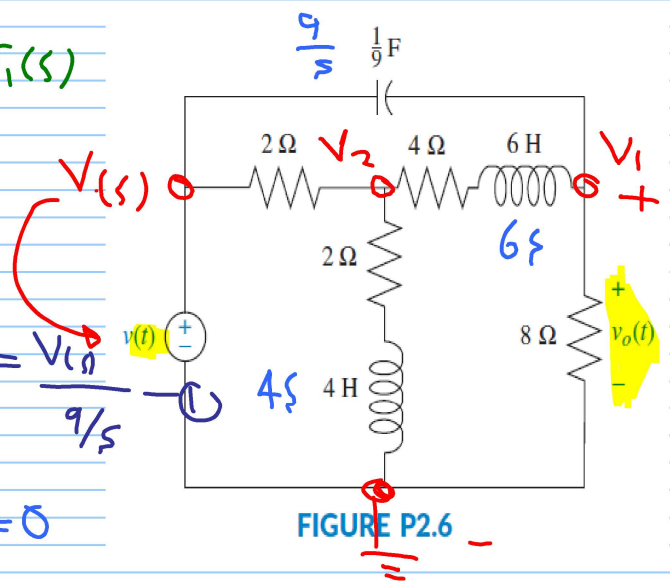 9/s
1/9 F
(s)
2 Ω
V2
4 Ω
6 H
V1
V(s)
+
6s
2 Ω
+
v(t)
+
−
8 Ω
vo(t)
= V(s)/(9/s) — 1
4s
4 H
−
=0
FIGURE P2.6
−